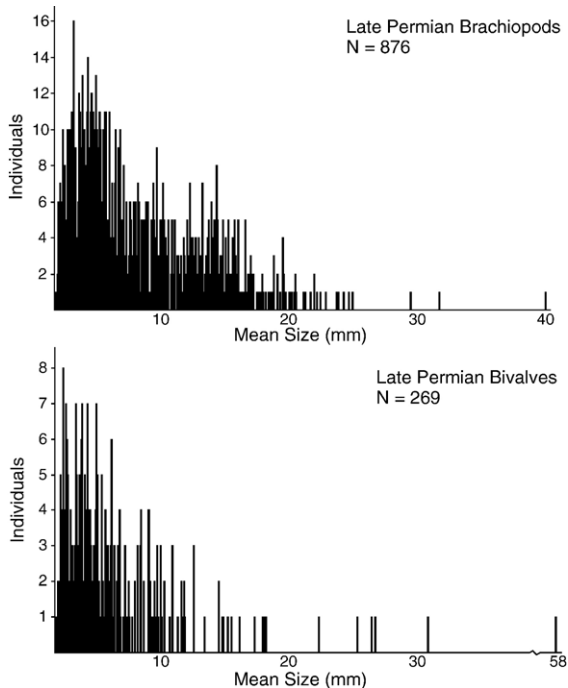 Late Permian Brachiopods
N = 876
Individuals
16
14
12
10
8
6
4
2
10 20 30 40
Mean Size (mm)
Late Permian Bivalves
N = 269
Individuals
8
7
6
5
4
3
2
1
10 20 30 58
Mean Size (mm)